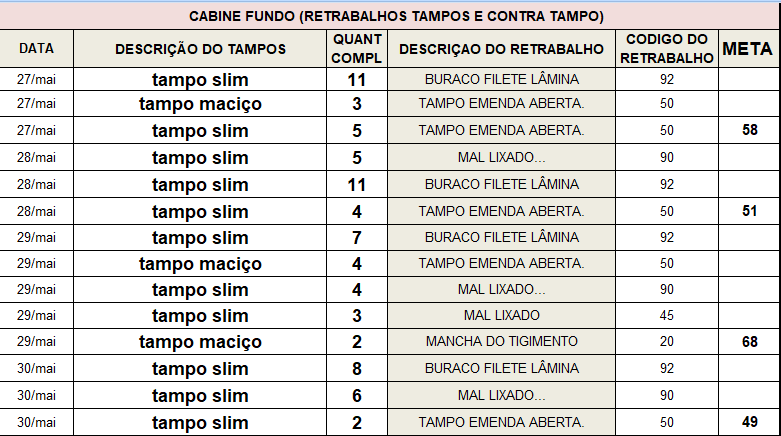 CABINE FUNDO (RETRABALHOS TAMPOS E CONTRA TAMPO)
DATA DESCRIÇÃO DO TAMPOS QUANT COMPL DESCRIÇAO DO RETRABALHO CODIGO DO RETRABALHO META
27/mai tampo slim 11 BURACO FILETE LÂMINA 92
27/mai tampo maciço 3 TAMPO EMENDA ABERTA. 50
27/mai tampo slim 5 TAMPO EMENDA ABERTA. 50 58
28/mai tampo slim 5 MAL LIXADO... 90
28/mai tampo slim 11 BURACO FILETE LÂMINA 92
28/mai tampo slim 4 TAMPO EMENDA ABERTA. 50 51
29/mai tampo slim 7 BURACO FILETE LÂMINA 92
29/mai tampo maciço 4 TAMPO EMENDA ABERTA. 50
29/mai tampo slim 4 MAL LIXADO... 90
29/mai tampo slim 3 MAL LIXADO 45
29/mai tampo maciço 2 MANCHA DO TIGIMENTO 20 68
30/mai tampo slim 8 BURACO FILETE LÂMINA 92
30/mai tampo slim 6 MAL LIXADO... 90
30/mai tampo slim 2 TAMPO EMENDA ABERTA. 50 49